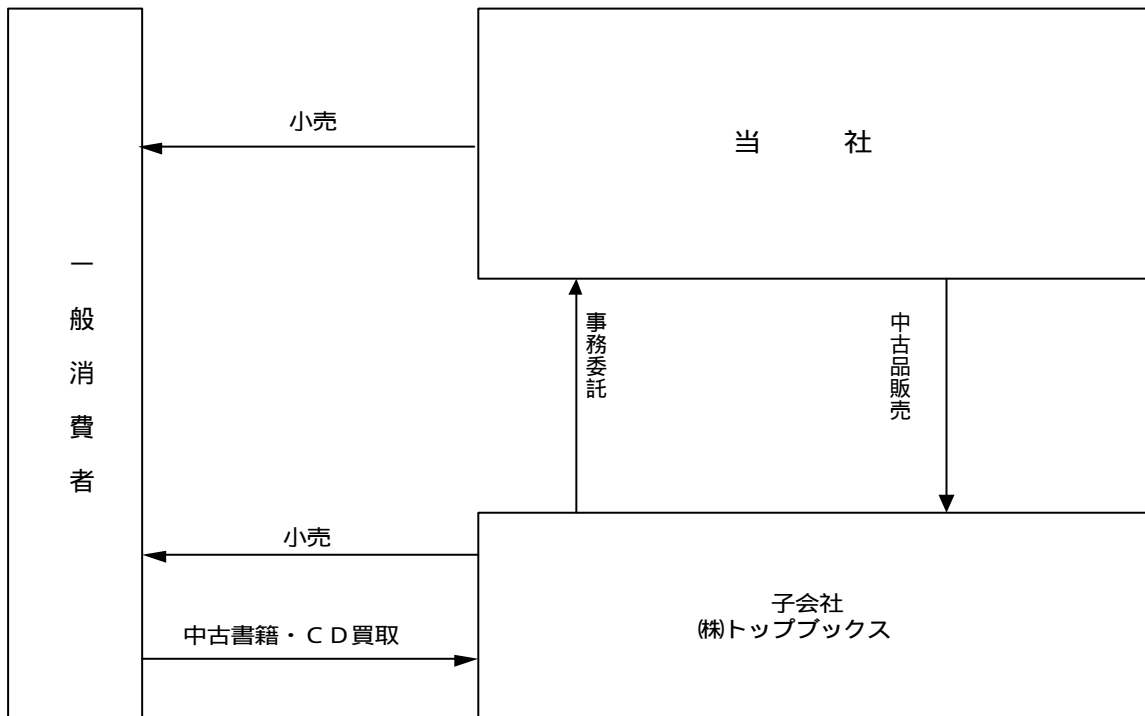 小売
当　　社
一般消費者
事務委託
中古品販売
小売
子会社
㈱トップブックス
中古書籍・ＣＤ買取